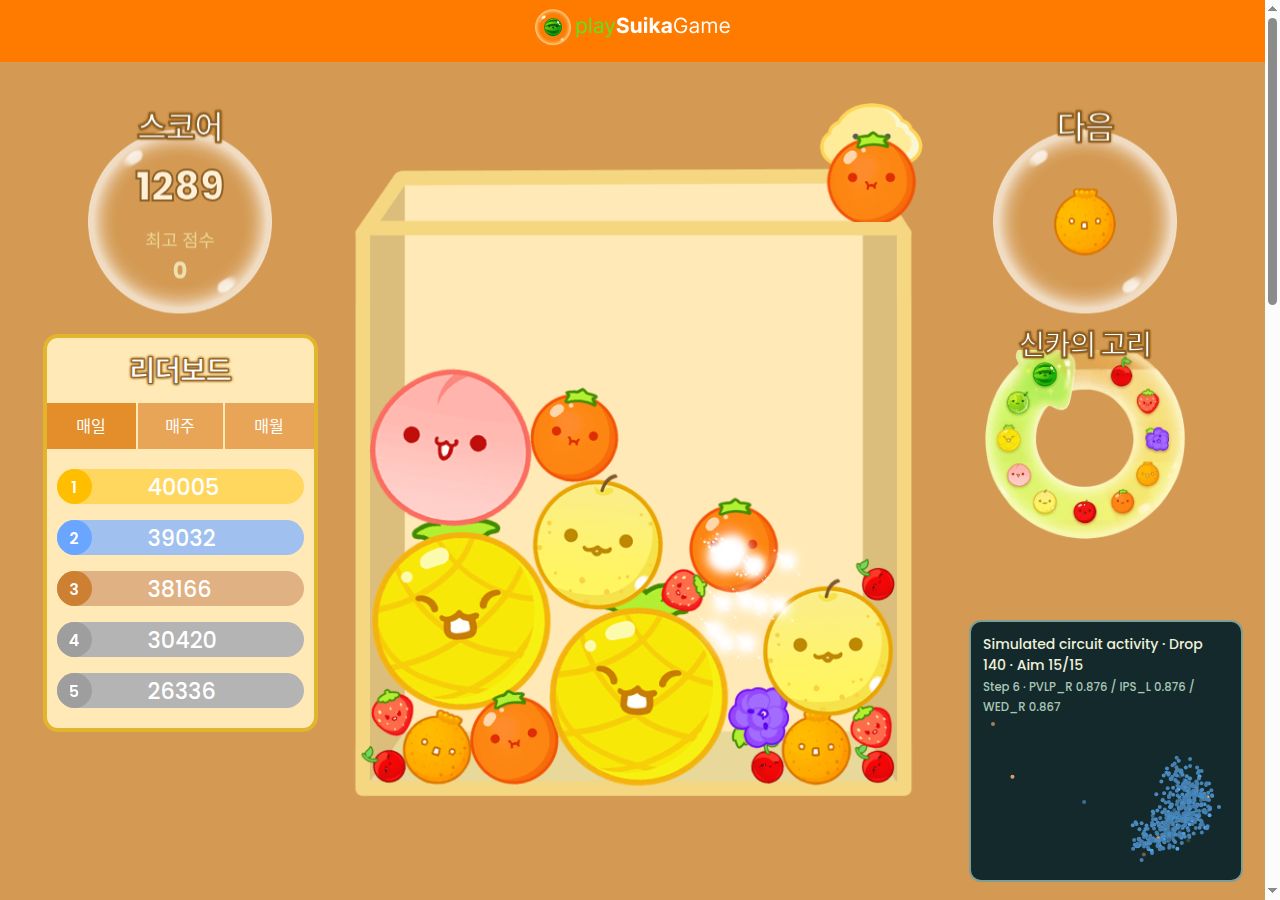 playSuikaGame
스코어
1289
최고 점수
0
다음
리더보드
매일
매주
매월
1
40005
2
39032
3
38166
4
30420
5
26336
신카의 고리
Simulated circuit activity · Drop
140 · Aim 15/15
Step 6 · PVLP_R 0.876 / IPS_L 0.876 /
WED_R 0.867